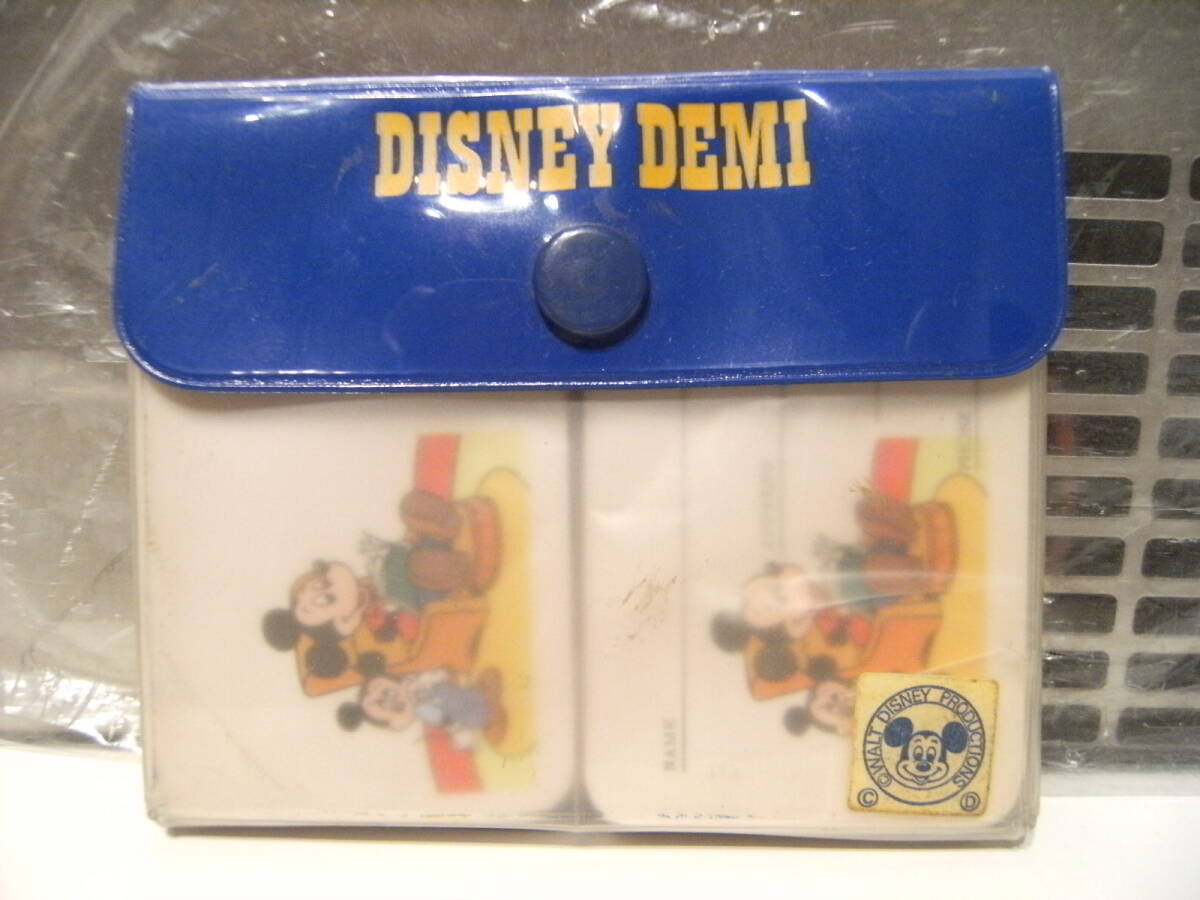 DISNEY DEMI
NAME
©WALT DISNEY PRODUCTIONS
© D